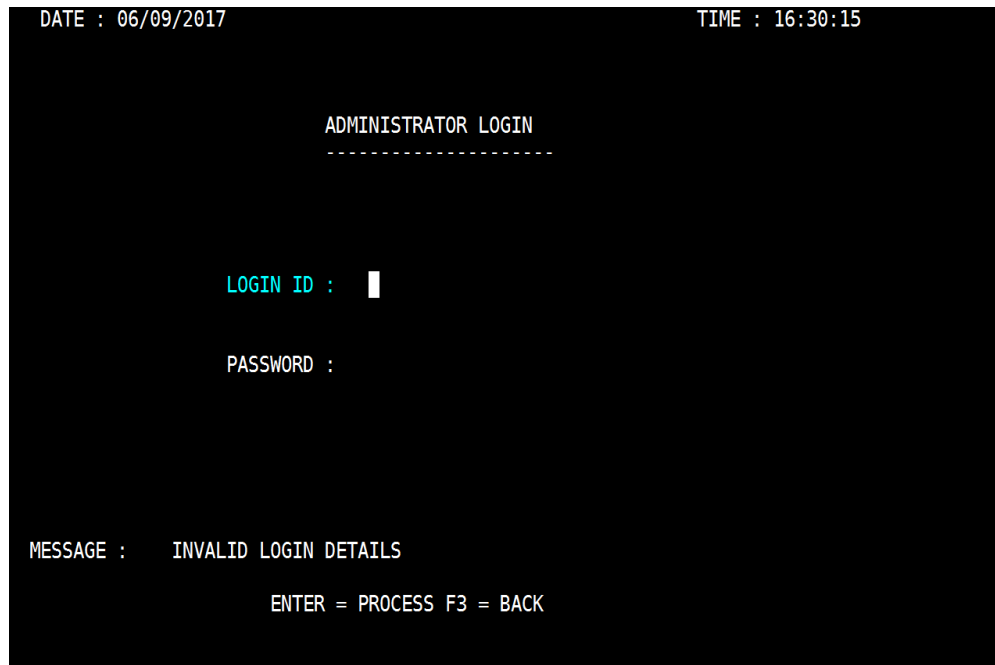 DATE : 06/09/2017 TIME : 16:30:15
ADMINISTRATOR LOGIN
---------------------
LOGIN ID :
PASSWORD :
MESSAGE : INVALID LOGIN DETAILS
ENTER = PROCESS F3 = BACK